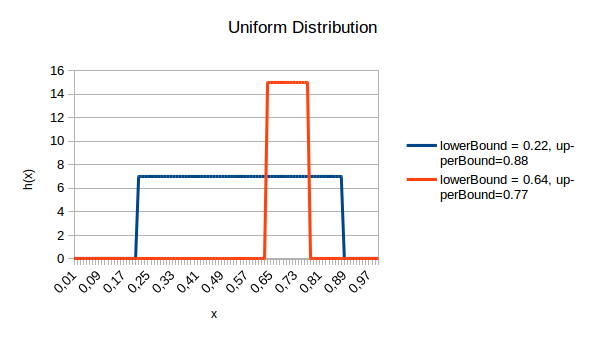 Uniform Distribution
16
14
12
10
8
6
4
2
0
h(x)
0,01 0,09 0,17 0,25 0,33 0,41 0,49 0,57 0,65 0,73 0,81 0,89 0,97
x
lowerBound = 0.22, up-
perBound=0.88
lowerBound = 0.64, up-
perBound=0.77